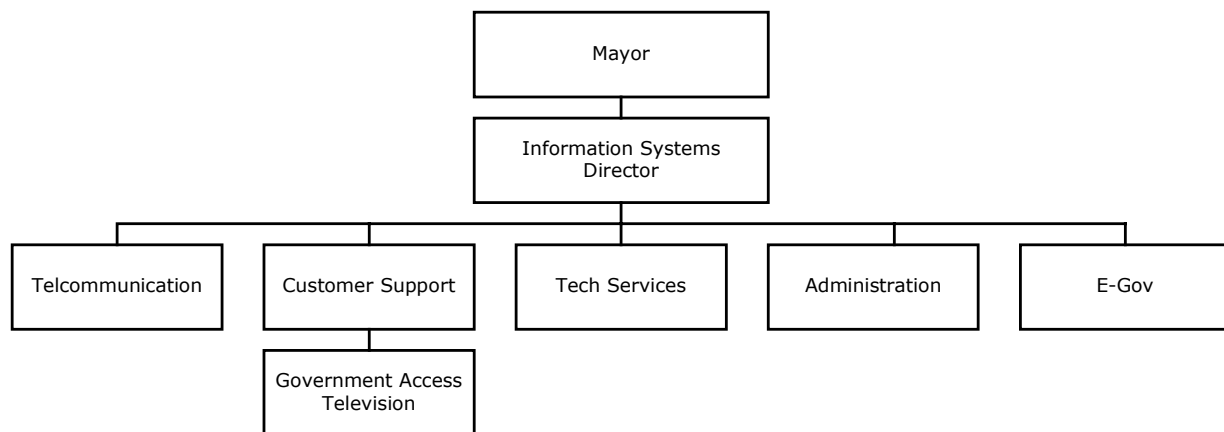 Mayor
Information Systems
Director
Telcommunication
Customer Support
Tech Services
Administration
E-Gov
Government Access
Television